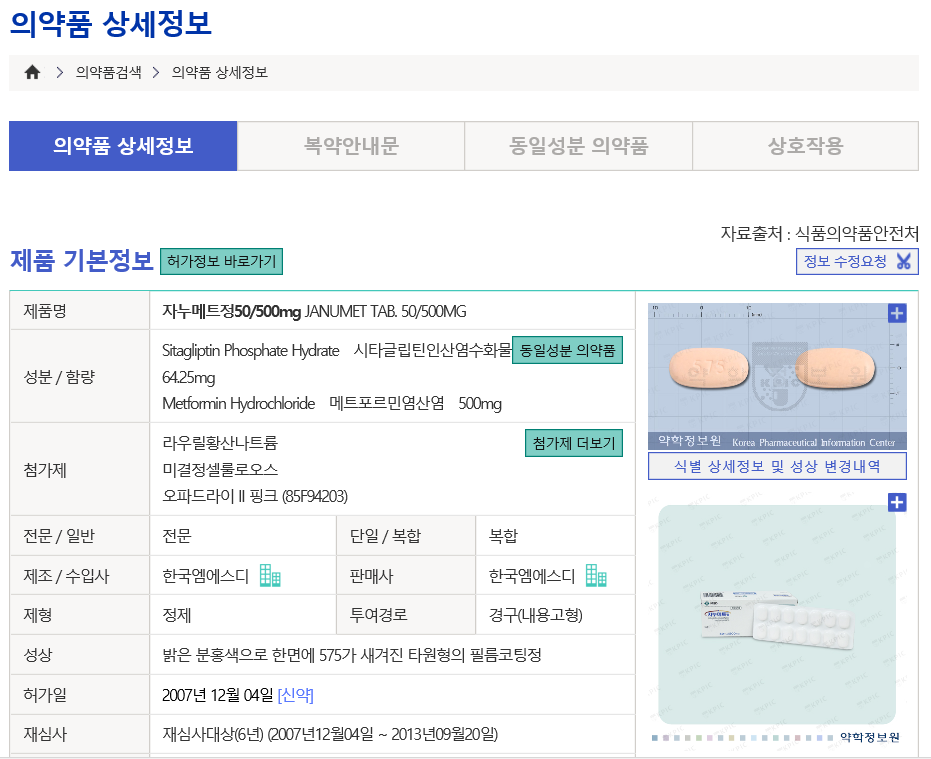 의약품 상세정보
의약품검색 의약품 상세정보
의약품 상세정보 복약안내문 동일성분 의약품 상호작용
자료출처 : 식품의약품안전처
제품 기본정보 허가정보 바로가기 정보 수정요청
제품명 자누메트정50/500mg JANUMET TAB. 50/500MG
성분 / 함량
Sitagliptin Phosphate Hydrate 시타글립틴인산염수화물 동일성분 의약품
64.25mg
Metformin Hydrochloride 메트포르민염산염 500mg
첨가제
라우릴황산나트륨 첨가제 더보기
미결정셀룰로오스
오파드라이 II 핑크 (85F94203)
전문 / 일반 전문 단일 / 복합 복합
제조 / 수입사 한국엠에스디 판매사 한국엠에스디
제형 정제 투여경로 경구(내용고형)
성상 밝은 분홍색으로 한면에 575가 새겨진 타원형의 필름코팅정
허가일 2007년 12월 04일 [신약]
재심사 재심사대상(6년) (2007년12월04일 ~ 2013년09월20일)
약학정보원 Korea Pharmaceutical Information Center
식별 상세정보 및 성상 변경내역
약학정보원